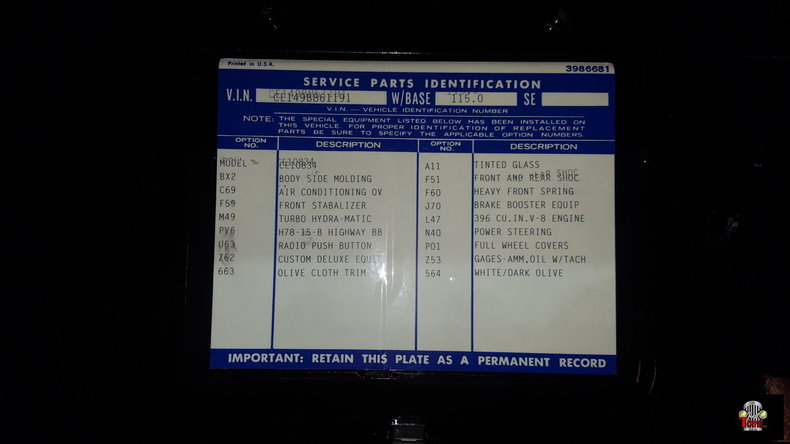 Printed in U.S.A.
3986681
SERVICE PARTS IDENTIFICATION
V.I.N. CE149B861191 W/BASE 115.0 SE
V.I.N. — VEHICLE IDENTIFICATION NUMBER
NOTE: THE SPECIAL EQUIPMENT LISTED BELOW HAS BEEN INSTALLED ON
THIS VEHICLE. FOR PROPER IDENTIFICATION OF REPLACEMENT
PARTS BE SURE TO SPECIFY THE APPLICABLE OPTION NUMBERS.
OPTION NO. DESCRIPTION
MODEL = CE10834
BX2 BODY SIDE MOLDING
C69 AIR CONDITIONING OV
F59 FRONT STABALIZER
M49 TURBO HYDRA-MATIC
PV6 H78-15-B HIGHWAY BB
U63 RADIO PUSH BUTTON
Z62 CUSTOM DELUXE EQUIP
663 OLIVE CLOTH TRIM
OPTION NO. DESCRIPTION
A11 TINTED GLASS
F51 FRONT AND REAR SHOC
F60 HEAVY FRONT SPRING
J70 BRAKE BOOSTER EQUIP
L47 396 CU.IN.V-8 ENGINE
N40 POWER STEERING
P01 FULL WHEEL COVERS
Z53 GAGES-AMM,OIL W/TACH
564 WHITE/DARK OLIVE
IMPORTANT: RETAIN THIS PLATE AS A PERMANENT RECORD